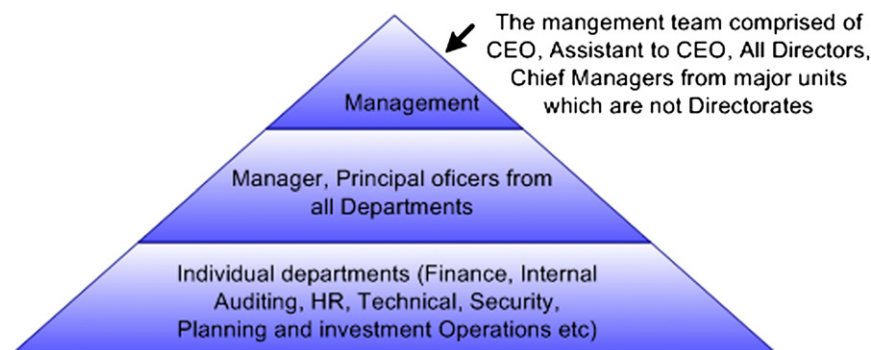 The mangement team comprised of
CEO, Assistant to CEO, All Directors,
Chief Managers from major units
which are not Directorates
Management
Manager, Principal oficers from
all Departments
Individual departments (Finance, Internal
Auditing, HR, Technical, Security,
Planning and investment Operations etc)